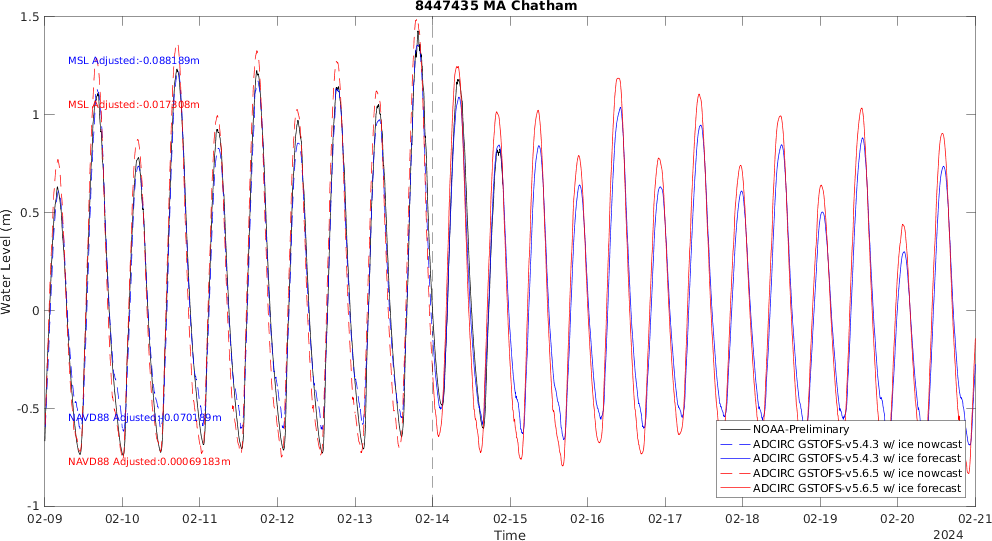 8447435 MA Chatham
1.5
1
0.5
0
-0.5
-1
Water Level (m)
MSL Adjusted:-0.088189m
MSL Adjusted:-0.017308m
NAVD88 Adjusted:-0.070189m
NAVD88 Adjusted:0.00069183m
NOAA-Preliminary
ADCIRC GSTOFS-v5.4.3 w/ ice nowcast
ADCIRC GSTOFS-v5.4.3 w/ ice forecast
ADCIRC GSTOFS-v5.6.5 w/ ice nowcast
ADCIRC GSTOFS-v5.6.5 w/ ice forecast
02-09 02-10 02-11 02-12 02-13 02-14 02-15 02-16 02-17 02-18 02-19 02-20 02-21
Time
2024